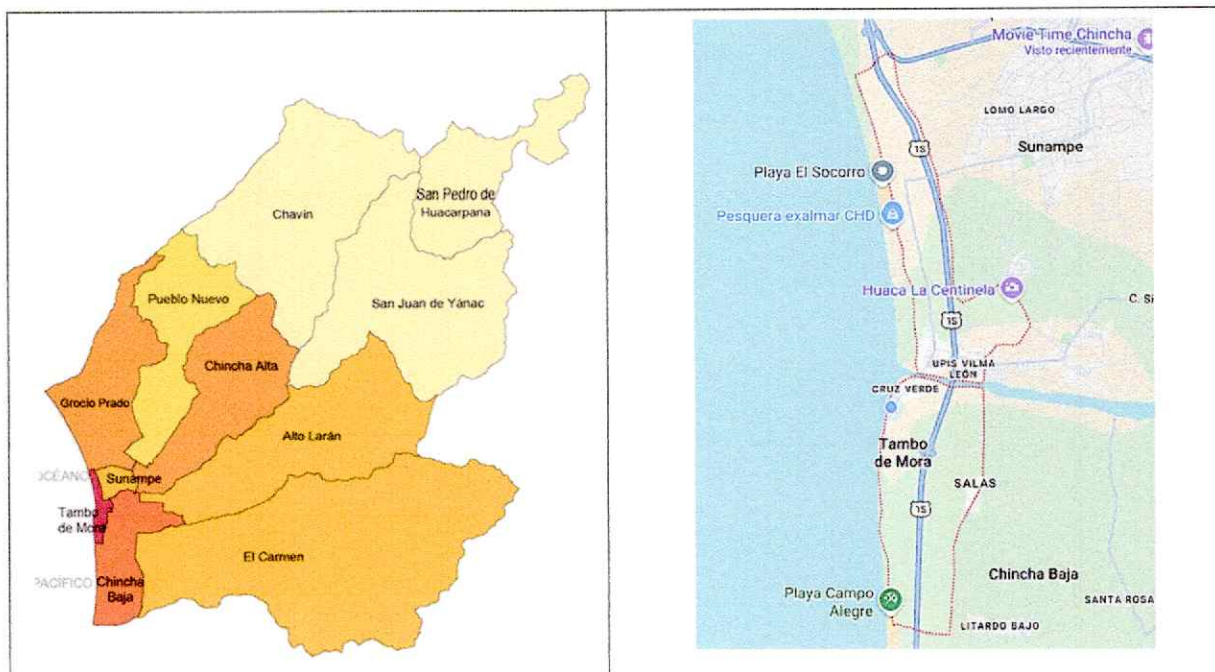 San Pedro de
Huacarpana
Chavín
San Juan de Yánac
Pueblo Nuevo
Chincha Alta
Grocio Prado
Alto Larán
OCÉANO
Sunampe
Tambo
de Mora
El Carmen
PACÍFICO
Chincha
Baja
Movie Time Chincha
Visto recientemente
LOMO LARGO
1S
Sunampe
Playa El Socorro
Pesquera exalmar CHD
Huaca La Centinela
C. Si
1S
UPIS VILMA
LEÓN
CRUZ VERDE
Tambo
de Mora
SALAS
1S
Chincha Baja
Playa Campo
Alegre
SANTA ROSA
LITARDO BAJO